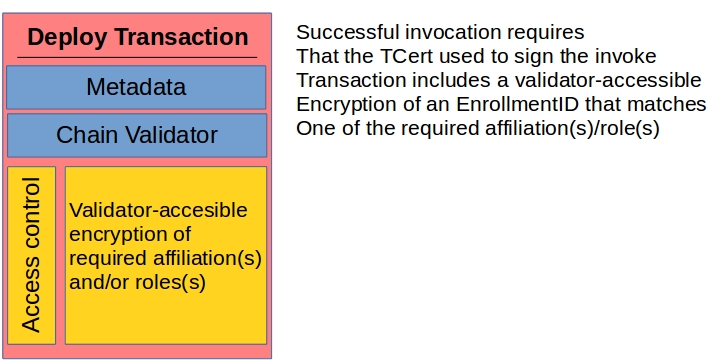 Deploy Transaction
Metadata
Chain Validator
Access control
Validator-accesible
encryption of
required affiliation(s)
and/or roles(s)
Successful invocation requires
That the TCert used to sign the invoke
Transaction includes a validator-accessible
Encryption of an EnrollmentID that matches
One of the required affiliation(s)/role(s)